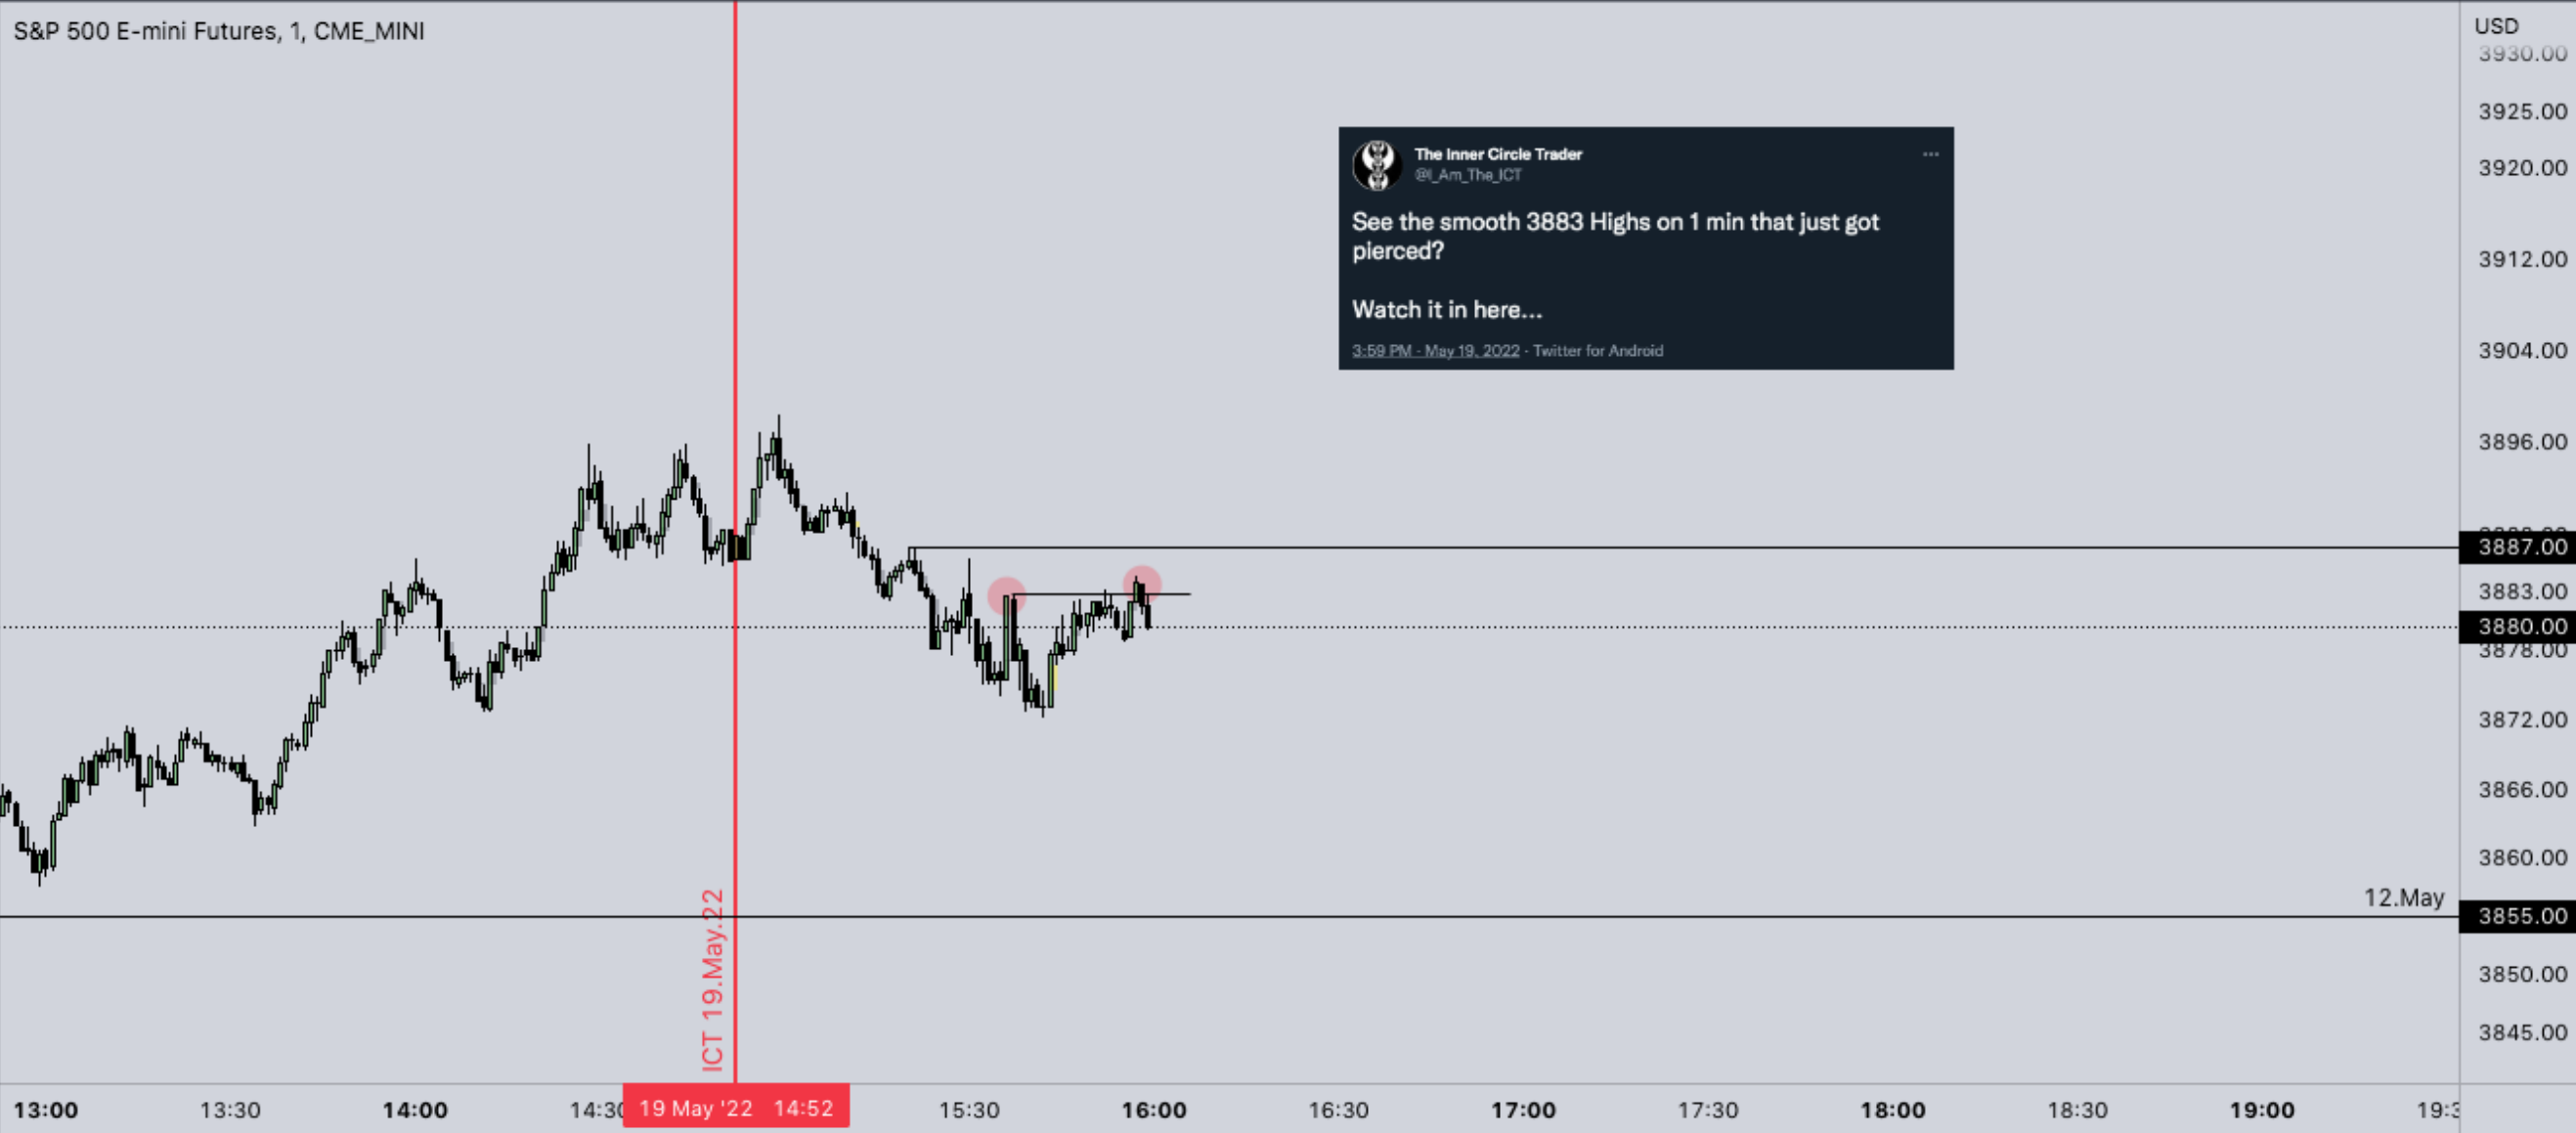 S&P 500 E-mini Futures, 1, CME_MINI
USD
3930.00
3925.00
3920.00
3912.00
3904.00
3896.00
3887.00
3883.00
3880.00
3878.00
3872.00
3866.00
3860.00
3855.00
3850.00
3845.00
The Inner Circle Trader
@I_Am_The_ICT
See the smooth 3883 Highs on 1 min that just got
pierced?
Watch it in here...
3:59 PM - May 19, 2022 · Twitter for Android
12.May
ICT 19.May.22
13:00 13:30 14:00 14:30 19 May '22 14:52 15:30 16:00 16:30 17:00 17:30 18:00 18:30 19:00 19:3